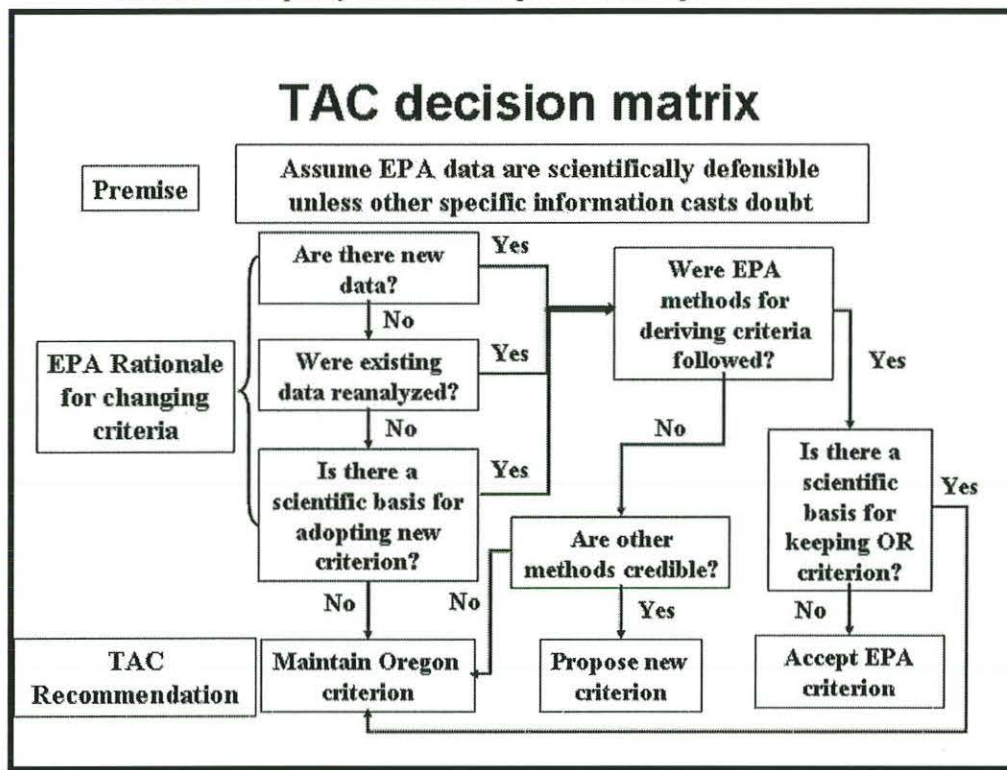 TAC decision matrix
Premise
Assume EPA data are scientifically defensible
unless other specific information casts doubt
Are there new
data?
Yes
No
Were existing
data reanalyzed?
Yes
No
Is there a
scientific basis for
adopting new
criterion?
Yes
No
EPA Rationale
for changing
criteria
Were EPA
methods for
deriving criteria
followed?
Yes
No
Are other
methods credible?
No
Yes
Is there a
scientific
basis for
keeping OR
criterion?
Yes
No
TAC
Recommendation
Maintain Oregon
criterion
Propose new
criterion
Accept EPA
criterion